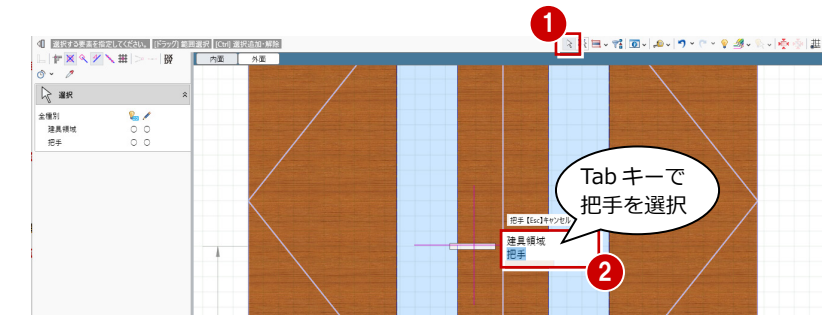 1
選択する要素を指定してください。 [ドラッグ] 範囲選択 [Ctrl] 選択追加・解除
内面 外面
選択
全種別
建具領域
把手
Tab キーで
把手を選択
把手【Esc】キャンセル
建具領域
把手
2